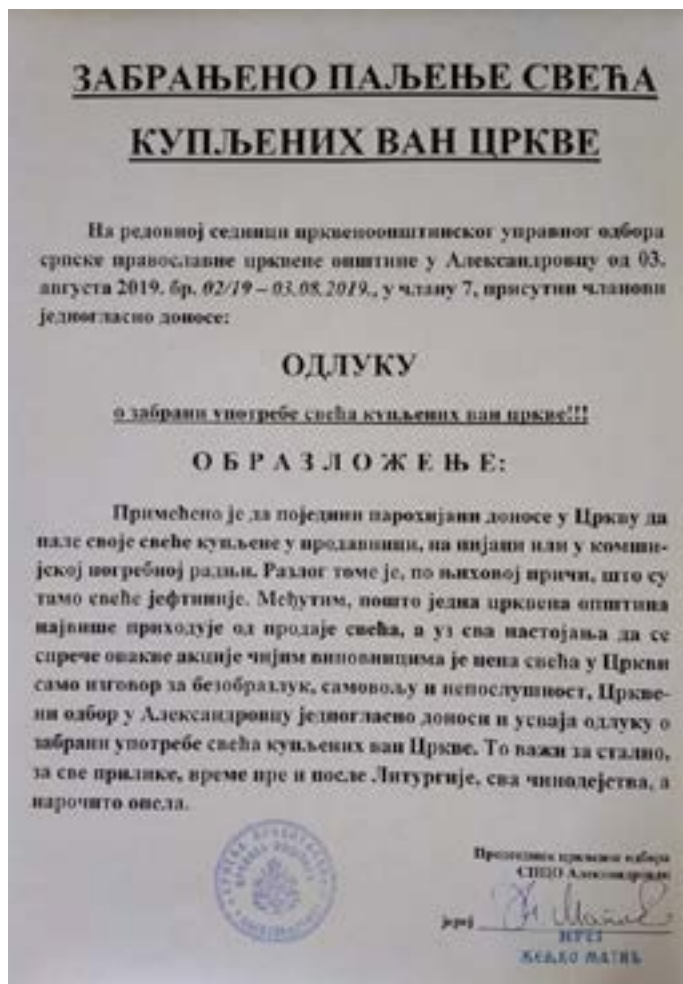 ЗАБРАЊЕНО ПАЉЕЊЕ СВЕЋА
КУПЉЕНИХ ВАН ЦРКВЕ
На редовној седници црквеноопштинског управног одбора
српске православне црквене општине у Александровцу од 03.
августа 2019. бр. 02/19 – 03.08.2019., у члану 7, присутни чланови
једногласно доносе:
ОДЛУКУ
о забрани употребе свећа купљених ван цркве!!!
О Б Р А З Л О Ж Е Њ Е:
Примећено је да поједини парохијани доносе у Цркву да
пале своје свеће купљене у продавници, на пијаци или у комши-
јској погребној радњи. Разлог томе је, по њиховој причи, што су
тамо свеће јефтиније. Међутим, пошто једна црквена општина
највише приходује од продаје свећа, а уз сва настојања да се
спрече овакве акције чијим виновницима је цена свећа у Цркви
само изговор за безобразлук, самовољу и непослушност, Цркве-
ни одбор у Александровцу једногласно доноси и усваја одлуку о
забрани употребе свећа купљених ван Цркве. То важи за стално,
за све прилике, време пре и после Литургије, сва чинодејства, а
нарочито опела.
Председник црквеног одбора
СПЦО Александровац
јереј
ЈЕРЕЈ
ЖЕЉКО МАТИЋ